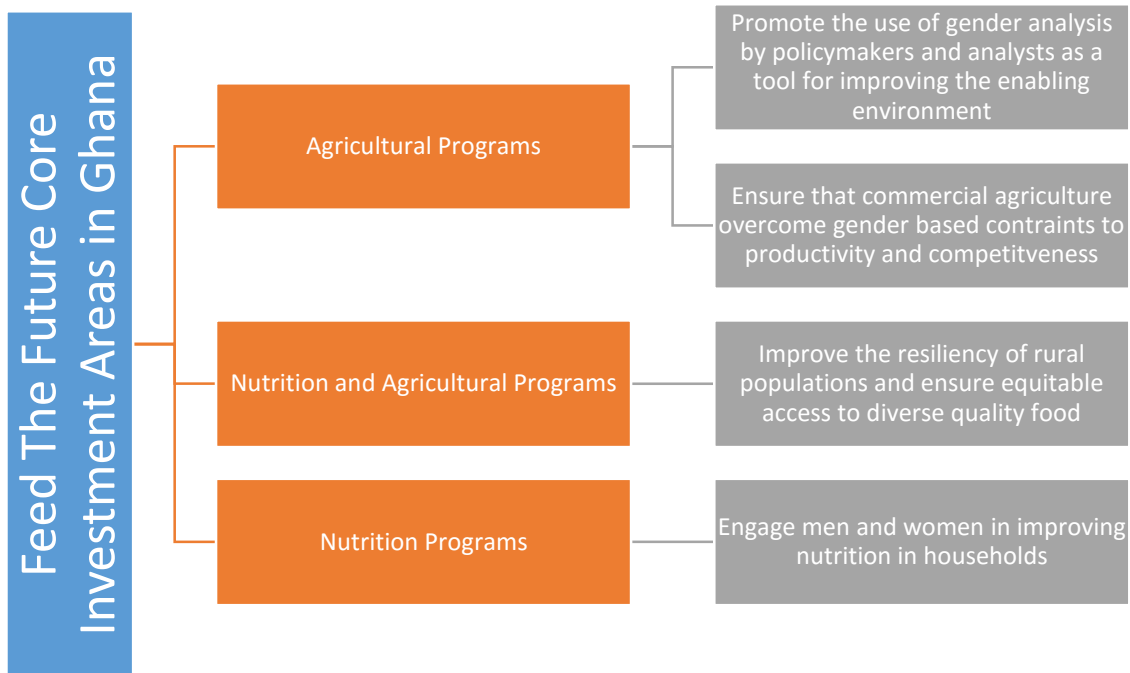 Feed The Future Core
Investment Areas in Ghana
Agricultural Programs
Promote the use of gender analysis
by policymakers and analysts as a
tool for improving the enabling
environment
Ensure that commercial agriculture
overcome gender based contraints to
productivity and competitveness
Nutrition and Agricultural Programs
Improve the resiliency of rural
populations and ensure equitable
access to diverse quality food
Nutrition Programs
Engage men and women in improving
nutrition in households